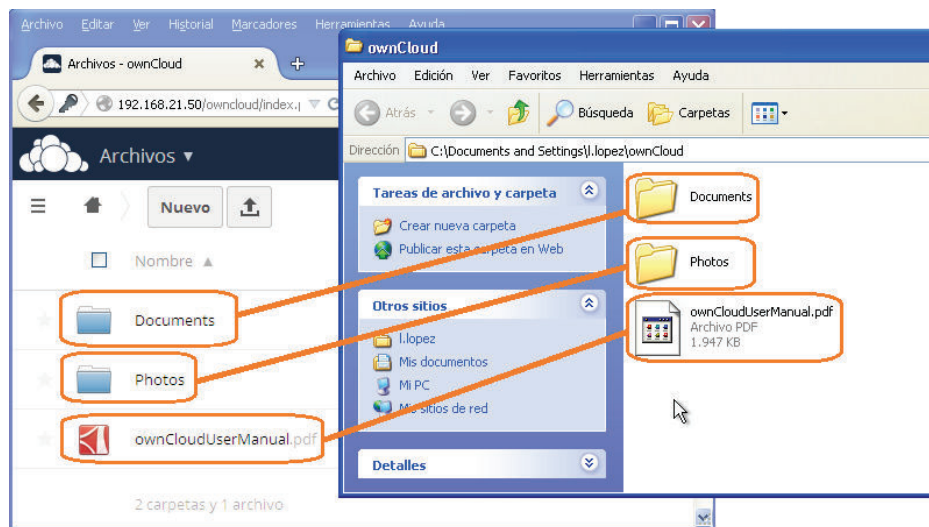 Archivo Editar Ver Historial Marcadores Herramientas Ayuda
Archivos - ownCloud
192.168.21.50/owncloud/index.
Archivos
Nuevo
Nombre
Documents
Photos
ownCloudUserManual.pdf
2 carpetas y 1 archivo
ownCloud
Archivo Edición Ver Favoritos Herramientas Ayuda
Atrás Búsqueda Carpetas
Dirección C:\Documents and Settings\l.lopez\ownCloud
Tareas de archivo y carpeta
Crear nueva carpeta
Publicar esta carpeta en Web
Otros sitios
l.lopez
Mis documentos
Mi PC
Mis sitios de red
Detalles
Documents
Photos
ownCloudUserManual.pdf
Archivo PDF
1.947 KB